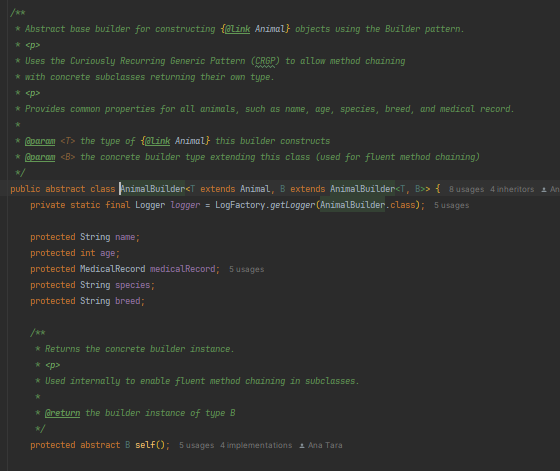 /**
* Abstract base builder for constructing {@link Animal} objects using the Builder pattern.
* <p>
* Uses the Curiously Recurring Generic Pattern (CRGP) to allow method chaining
* with concrete subclasses returning their own type.
* <p>
* Provides common properties for all animals, such as name, age, species, breed, and medical record.
*
* @param <T> the type of {@link Animal} this builder constructs
* @param <B> the concrete builder type extending this class (used for fluent method chaining)
*/
public abstract class AnimalBuilder<T extends Animal, B extends AnimalBuilder<T, B>> { 8 usages 4 inheritors An
private static final Logger logger = LogFactory.getLogger(AnimalBuilder.class); 5 usages
protected String name;
protected int age;
protected MedicalRecord medicalRecord; 5 usages
protected String species;
protected String breed;
/**
* Returns the concrete builder instance.
* <p>
* Used internally to enable fluent method chaining in subclasses.
*
* @return the builder instance of type B
*/
protected abstract B self(); 5 usages 4 implementations Ana Tara